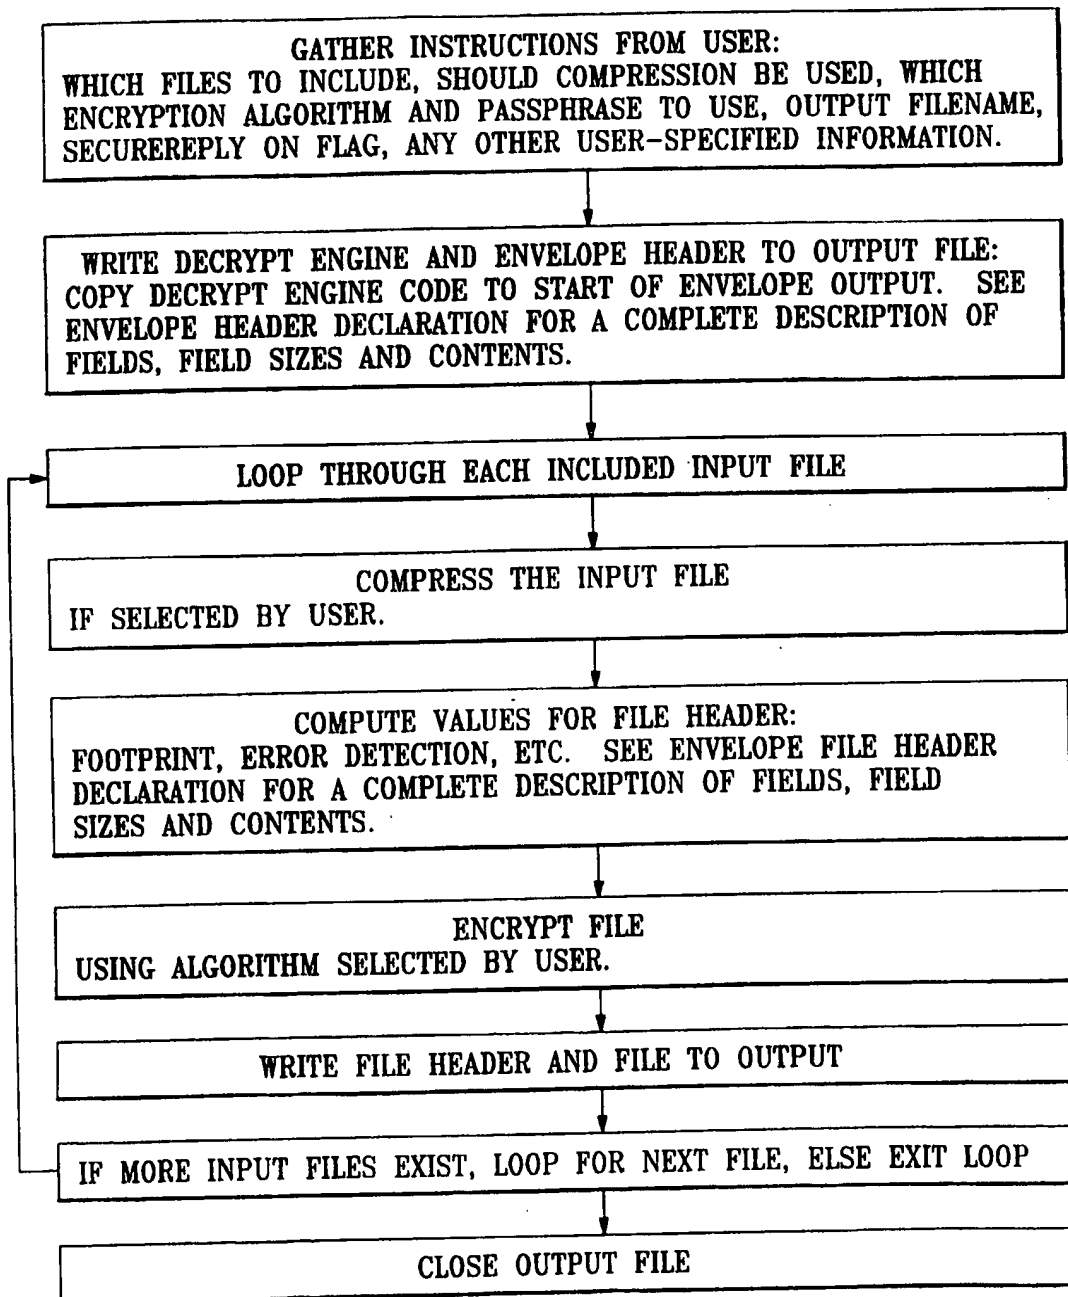 GATHER INSTRUCTIONS FROM USER:
WHICH FILES TO INCLUDE, SHOULD COMPRESSION BE USED, WHICH
ENCRYPTION ALGORITHM AND PASSPHRASE TO USE, OUTPUT FILENAME,
SECUREREPLY ON FLAG, ANY OTHER USER-SPECIFIED INFORMATION.
WRITE DECRYPT ENGINE AND ENVELOPE HEADER TO OUTPUT FILE:
COPY DECRYPT ENGINE CODE TO START OF ENVELOPE OUTPUT. SEE
ENVELOPE HEADER DECLARATION FOR A COMPLETE DESCRIPTION OF
FIELDS, FIELD SIZES AND CONTENTS.
LOOP THROUGH EACH INCLUDED INPUT FILE
COMPRESS THE INPUT FILE
IF SELECTED BY USER.
COMPUTE VALUES FOR FILE HEADER:
FOOTPRINT, ERROR DETECTION, ETC. SEE ENVELOPE FILE HEADER
DECLARATION FOR A COMPLETE DESCRIPTION OF FIELDS, FIELD
SIZES AND CONTENTS.
ENCRYPT FILE
USING ALGORITHM SELECTED BY USER.
WRITE FILE HEADER AND FILE TO OUTPUT
IF MORE INPUT FILES EXIST, LOOP FOR NEXT FILE, ELSE EXIT LOOP
CLOSE OUTPUT FILE